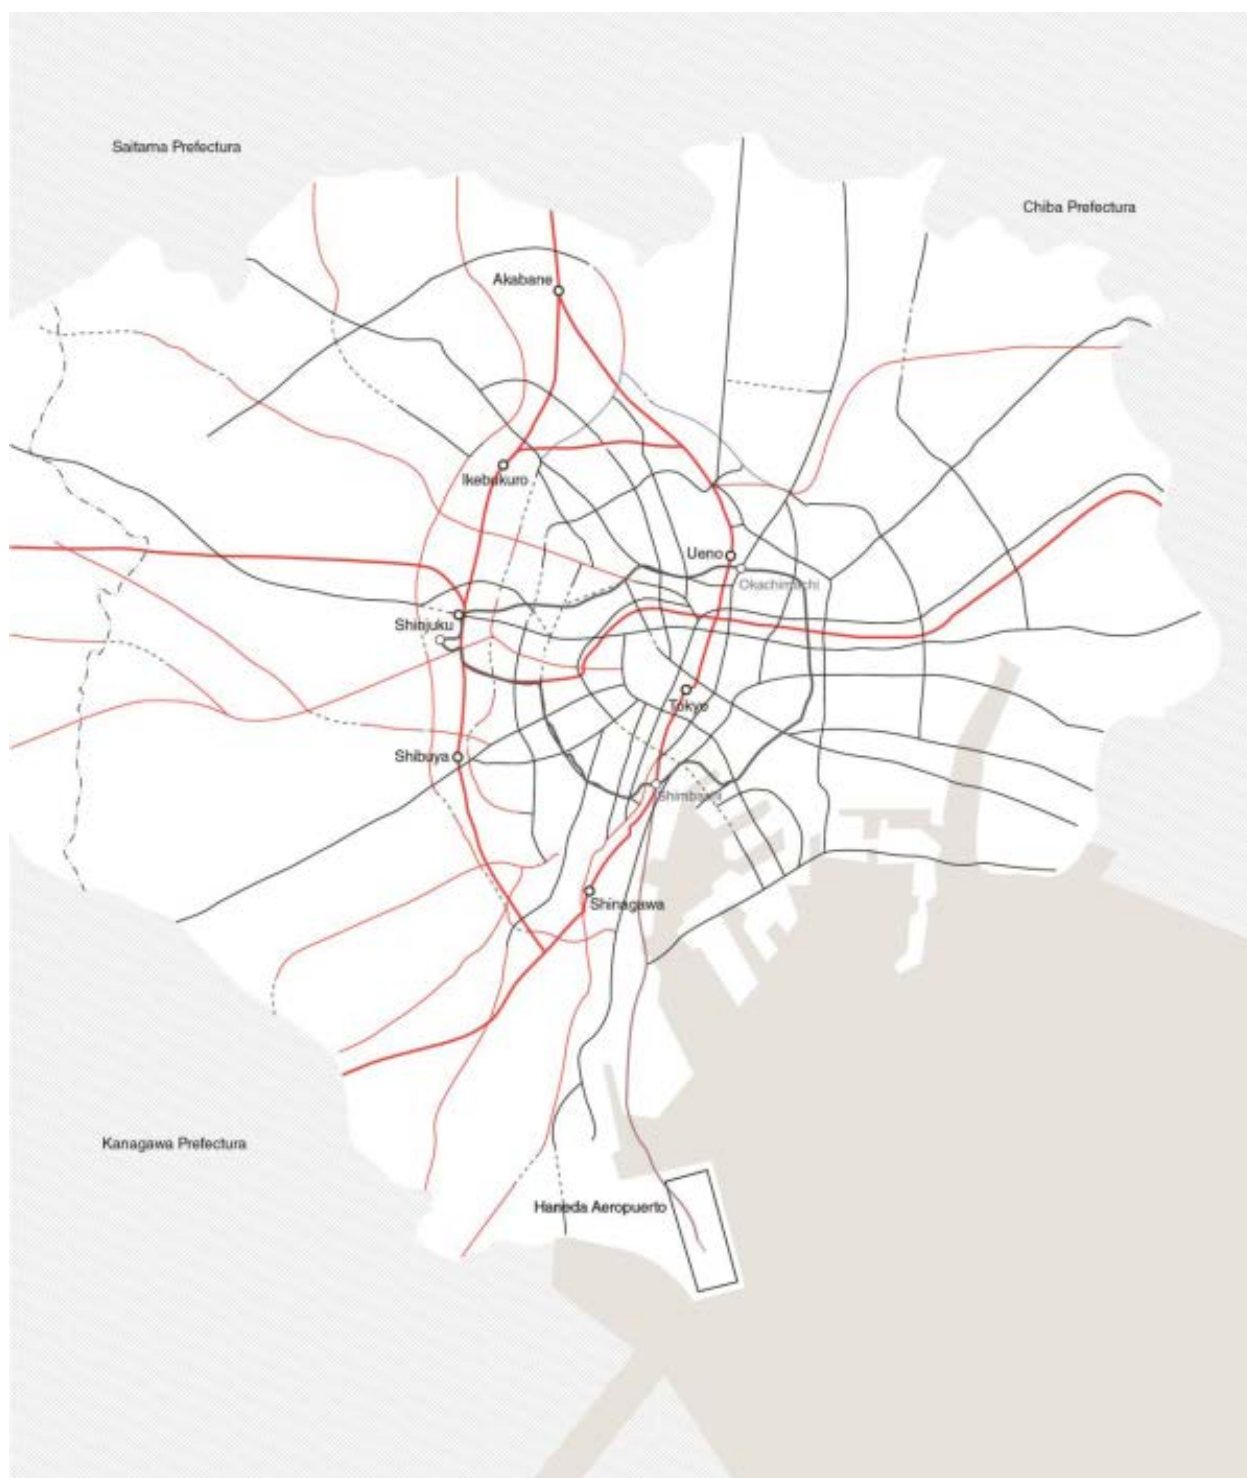 Saitama Prefectura
Chiba Prefectura
Akabane
Ikebukuro
Ueno
Okachimachi
Shinjuku
Tokyo
Shibuya
Shimbashi
Shinagawa
Kanagawa Prefectura
Haneda Aeropuerto